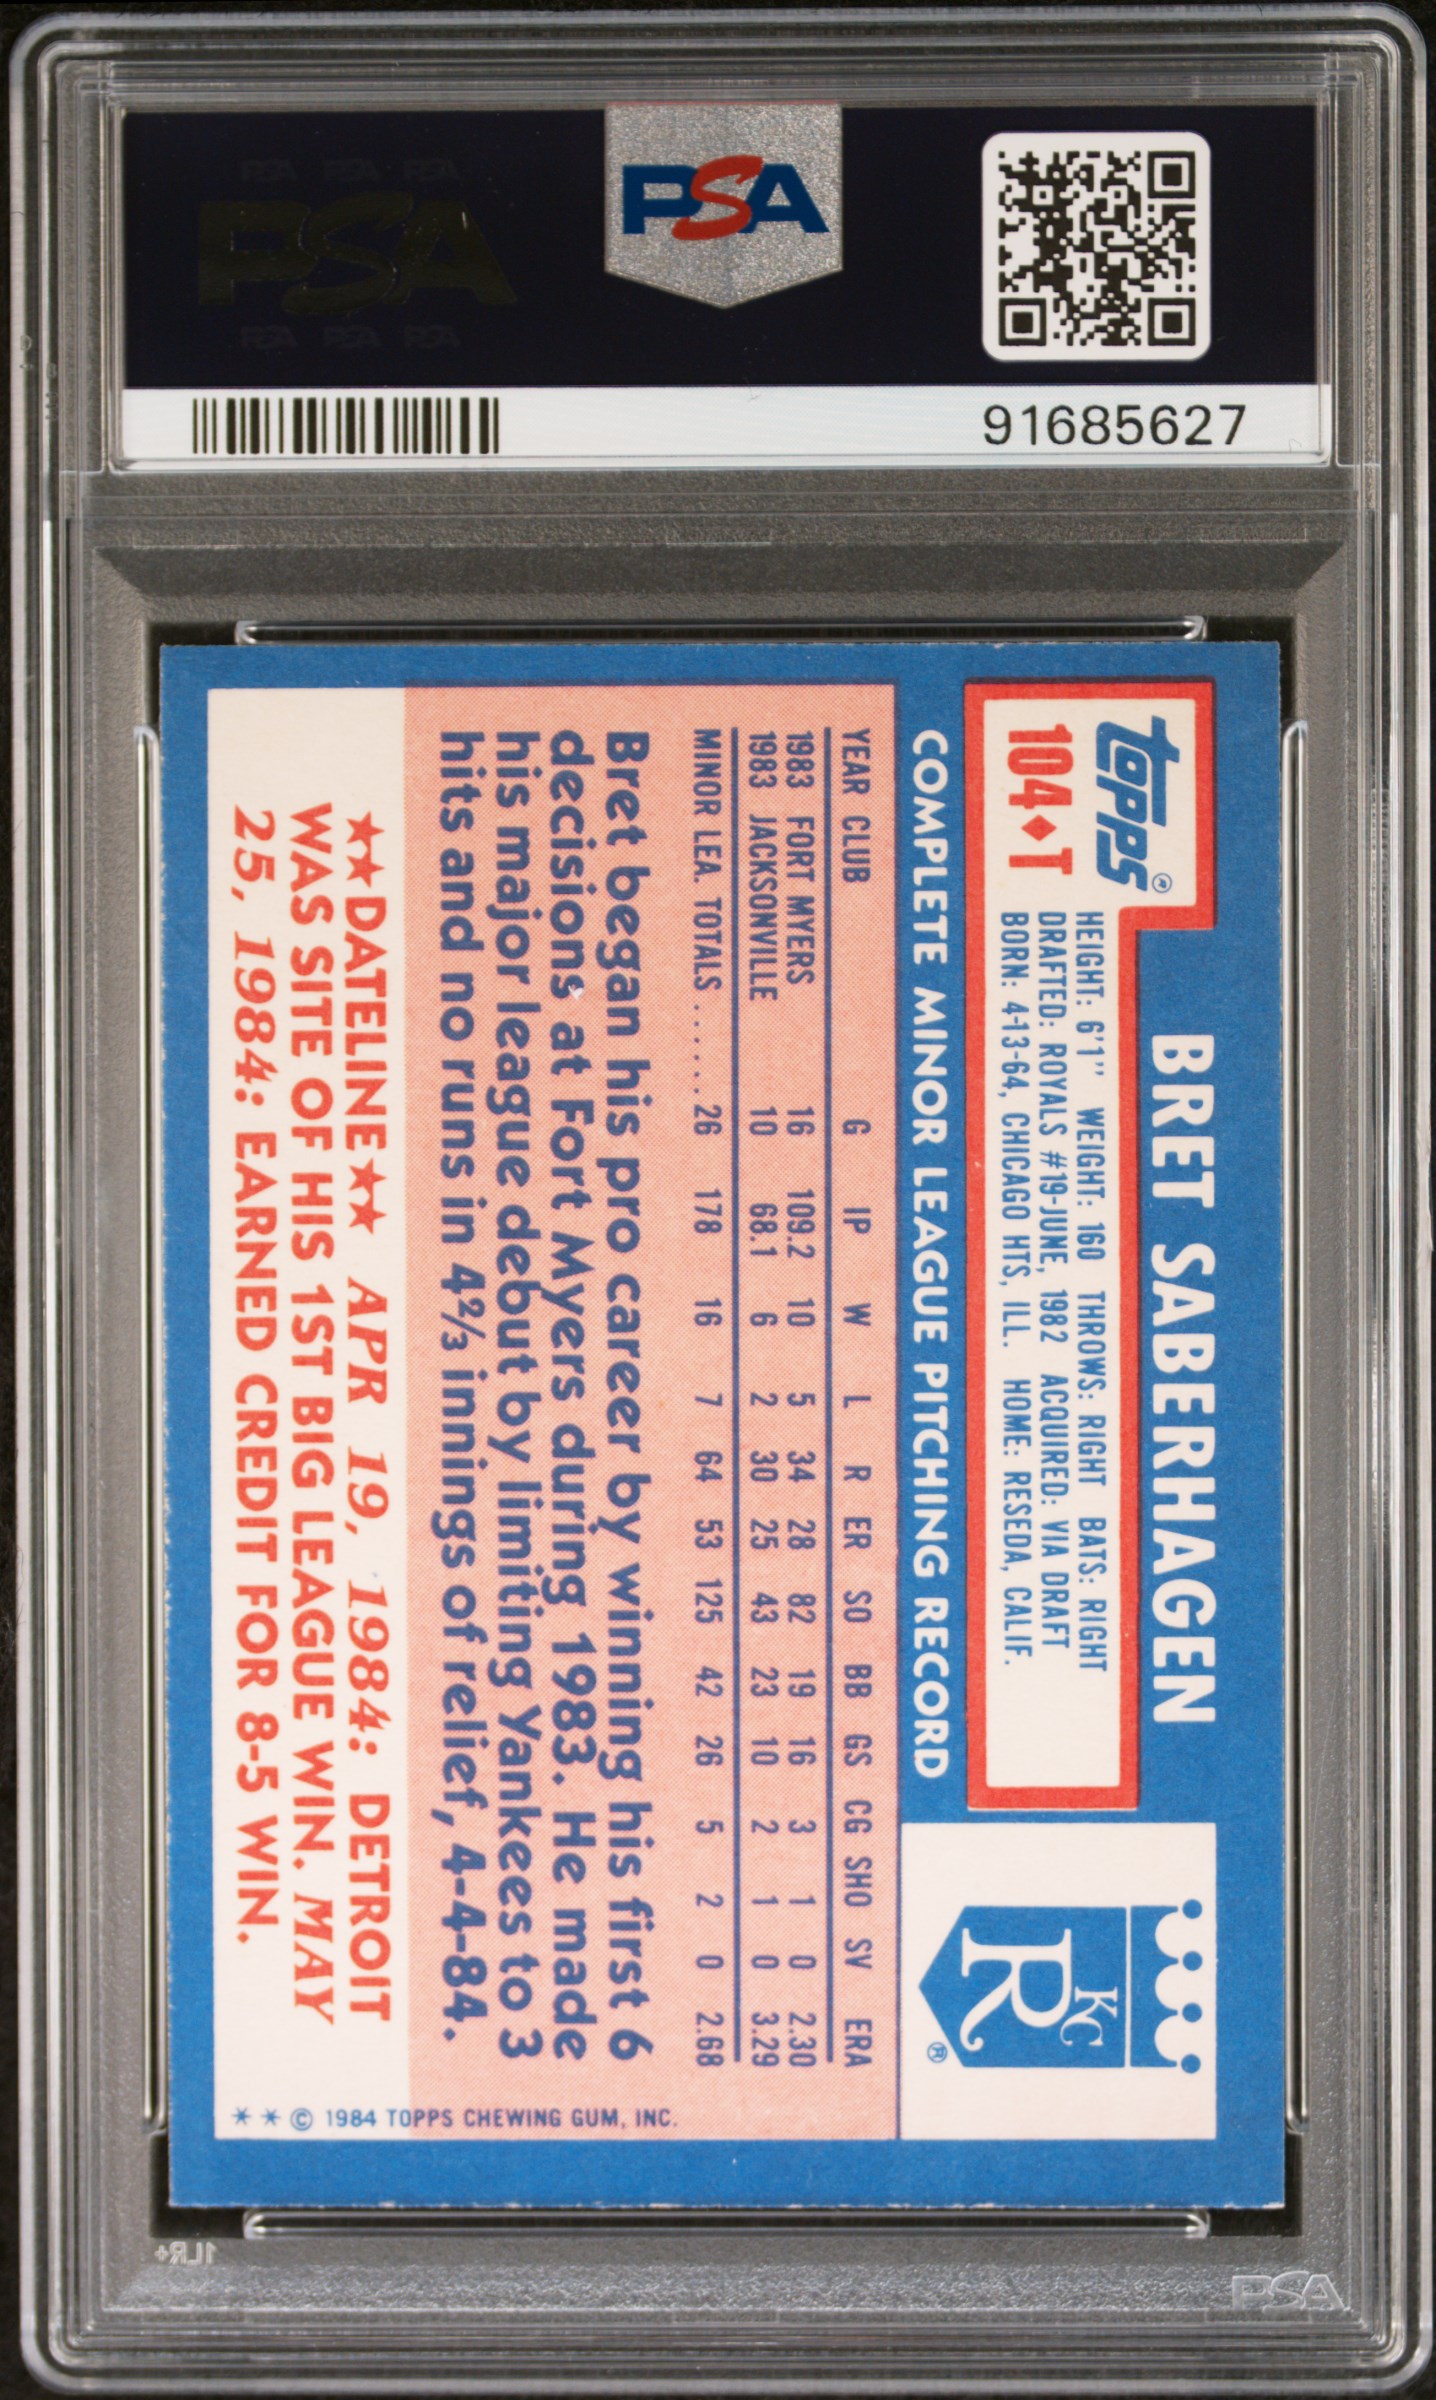 PSA PSA PSA
PSA
PSA PSA PSA
PSA
91685627
topps®
104♦T
BRET SABERHAGEN
HEIGHT: 6'1" WEIGHT: 160 THROWS: RIGHT BATS: RIGHT
DRAFTED: ROYALS #19-JUNE, 1982 ACQUIRED: VIA DRAFT
BORN: 4-13-64, CHICAGO HTS, ILL. HOME: RESEDA, CALIF.
KC
R
®
COMPLETE MINOR LEAGUE PITCHING RECORD
YEAR CLUB G IP W L R ER SO BB GS CG SHO SV ERA
1983 FORT MYERS 16 109.2 10 5 34 28 82 19 16 3 1 0 2.30
1983 JACKSONVILLE 10 68.1 6 2 30 25 43 23 10 2 1 0 3.29
MINOR LEA. TOTALS ...... 26 178 16 7 64 53 125 42 26 5 2 0 2.68
Bret began his pro career by winning his first 6
decisions at Fort Myers during 1983. He made
his major league debut by limiting Yankees to 3
hits and no runs in 4⅔ innings of relief, 4-4-84.
★★DATELINE★★ APR 19, 1984: DETROIT
WAS SITE OF HIS 1ST BIG LEAGUE WIN. MAY
25, 1984: EARNED CREDIT FOR 8-5 WIN.
* * © 1984 TOPPS CHEWING GUM, INC.
1LR+
PSA